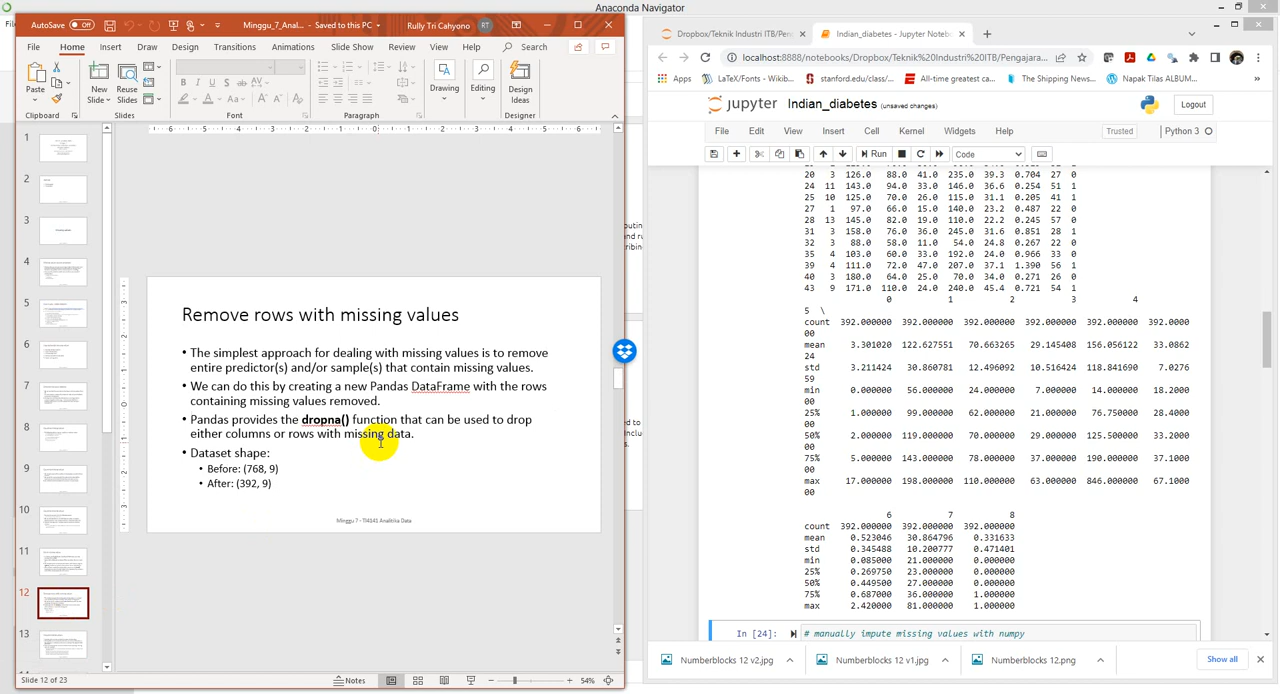 Anaconda Navigator
AutoSave Off
Minggu_7_Anal... - Saved to this PC
Rully Tri Cahyono RT
File Home Insert Draw Design Transitions Animations Slide Show Review View Help Search
Paste New Slide Reuse Slides Drawing Editing Design Ideas
Clipboard Slides Font Paragraph Designer
1
2
3
4
5
6
7
8
9
10
11
12
13
Remove rows with missing values
• The simplest approach for dealing with missing values is to remove
entire predictor(s) and/or sample(s) that contain missing values.
• We can do this by creating a new Pandas DataFrame with the rows
containing missing values removed.
• Pandas provides the dropna() function that can be used to drop
either columns or rows with missing data.
• Dataset shape:
• Before: (768, 9)
• After: (392, 9)
Minggu 7 - TI4141 Analitika Data
Slide 12 of 23
Notes
54%
Dropbox/Teknik Industri ITB/Pen
Indian_diabetes - Jupyter Notebook
localhost:8888/notebooks/Dropbox/Teknik%20Industri%20ITB/Pengajara...
Apps LaTeX/Fonts - Wikib... stanford.edu/class/... All-time greatest ca... The Shipping News... Napak Tilas ALBUM...
jupyter Indian_diabetes (unsaved changes) Logout
File Edit View Insert Cell Kernel Widgets Help Trusted Python 3
Run Code
20 3 126.0 88.0 41.0 235.0 39.3 0.704 27 0
24 11 143.0 94.0 33.0 146.0 36.6 0.254 51 1
25 10 125.0 70.0 26.0 115.0 31.1 0.205 41 1
27 1 97.0 66.0 15.0 140.0 23.2 0.487 22 0
28 13 145.0 82.0 19.0 110.0 22.2 0.245 57 0
31 3 158.0 76.0 36.0 245.0 31.6 0.851 28 1
32 3 88.0 58.0 11.0 54.0 24.8 0.267 22 0
35 4 103.0 60.0 33.0 192.0 24.0 0.966 33 0
39 4 111.0 72.0 47.0 207.0 37.1 1.390 56 1
40 3 180.0 64.0 25.0 70.0 34.0 0.271 26 0
43 9 171.0 110.0 24.0 240.0 45.4 0.721 54 1
0 1 2 3 4
5 \
count 392.000000 392.000000 392.000000 392.000000 392.000000 392.0000
00
mean 3.301020 122.627551 70.663265 29.145408 156.056122 33.0862
24
std 3.211424 30.860781 12.496092 10.516424 118.841690 7.0276
59
min 0.000000 56.000000 24.000000 7.000000 14.000000 18.2000
00
25% 1.000000 99.000000 62.000000 21.000000 76.750000 28.4000
00
50% 2.000000 119.000000 70.000000 29.000000 125.500000 33.2000
00
75% 5.000000 143.000000 78.000000 37.000000 190.000000 37.1000
00
max 17.000000 198.000000 110.000000 63.000000 846.000000 67.1000
00
6 7 8
count 392.000000 392.000000 392.000000
mean 0.523046 30.864796 0.331633
std 0.345488 10.200777 0.471401
min 0.085000 21.000000 0.000000
25% 0.269750 23.000000 0.000000
50% 0.449500 27.000000 0.000000
75% 0.687000 36.000000 1.000000
max 2.420000 81.000000 1.000000
In [24]: # manually impute missing values with numpy
Numberblocks 12 v2.jpg Numberblocks 12 v1.jpg Numberblocks 12.png Show all